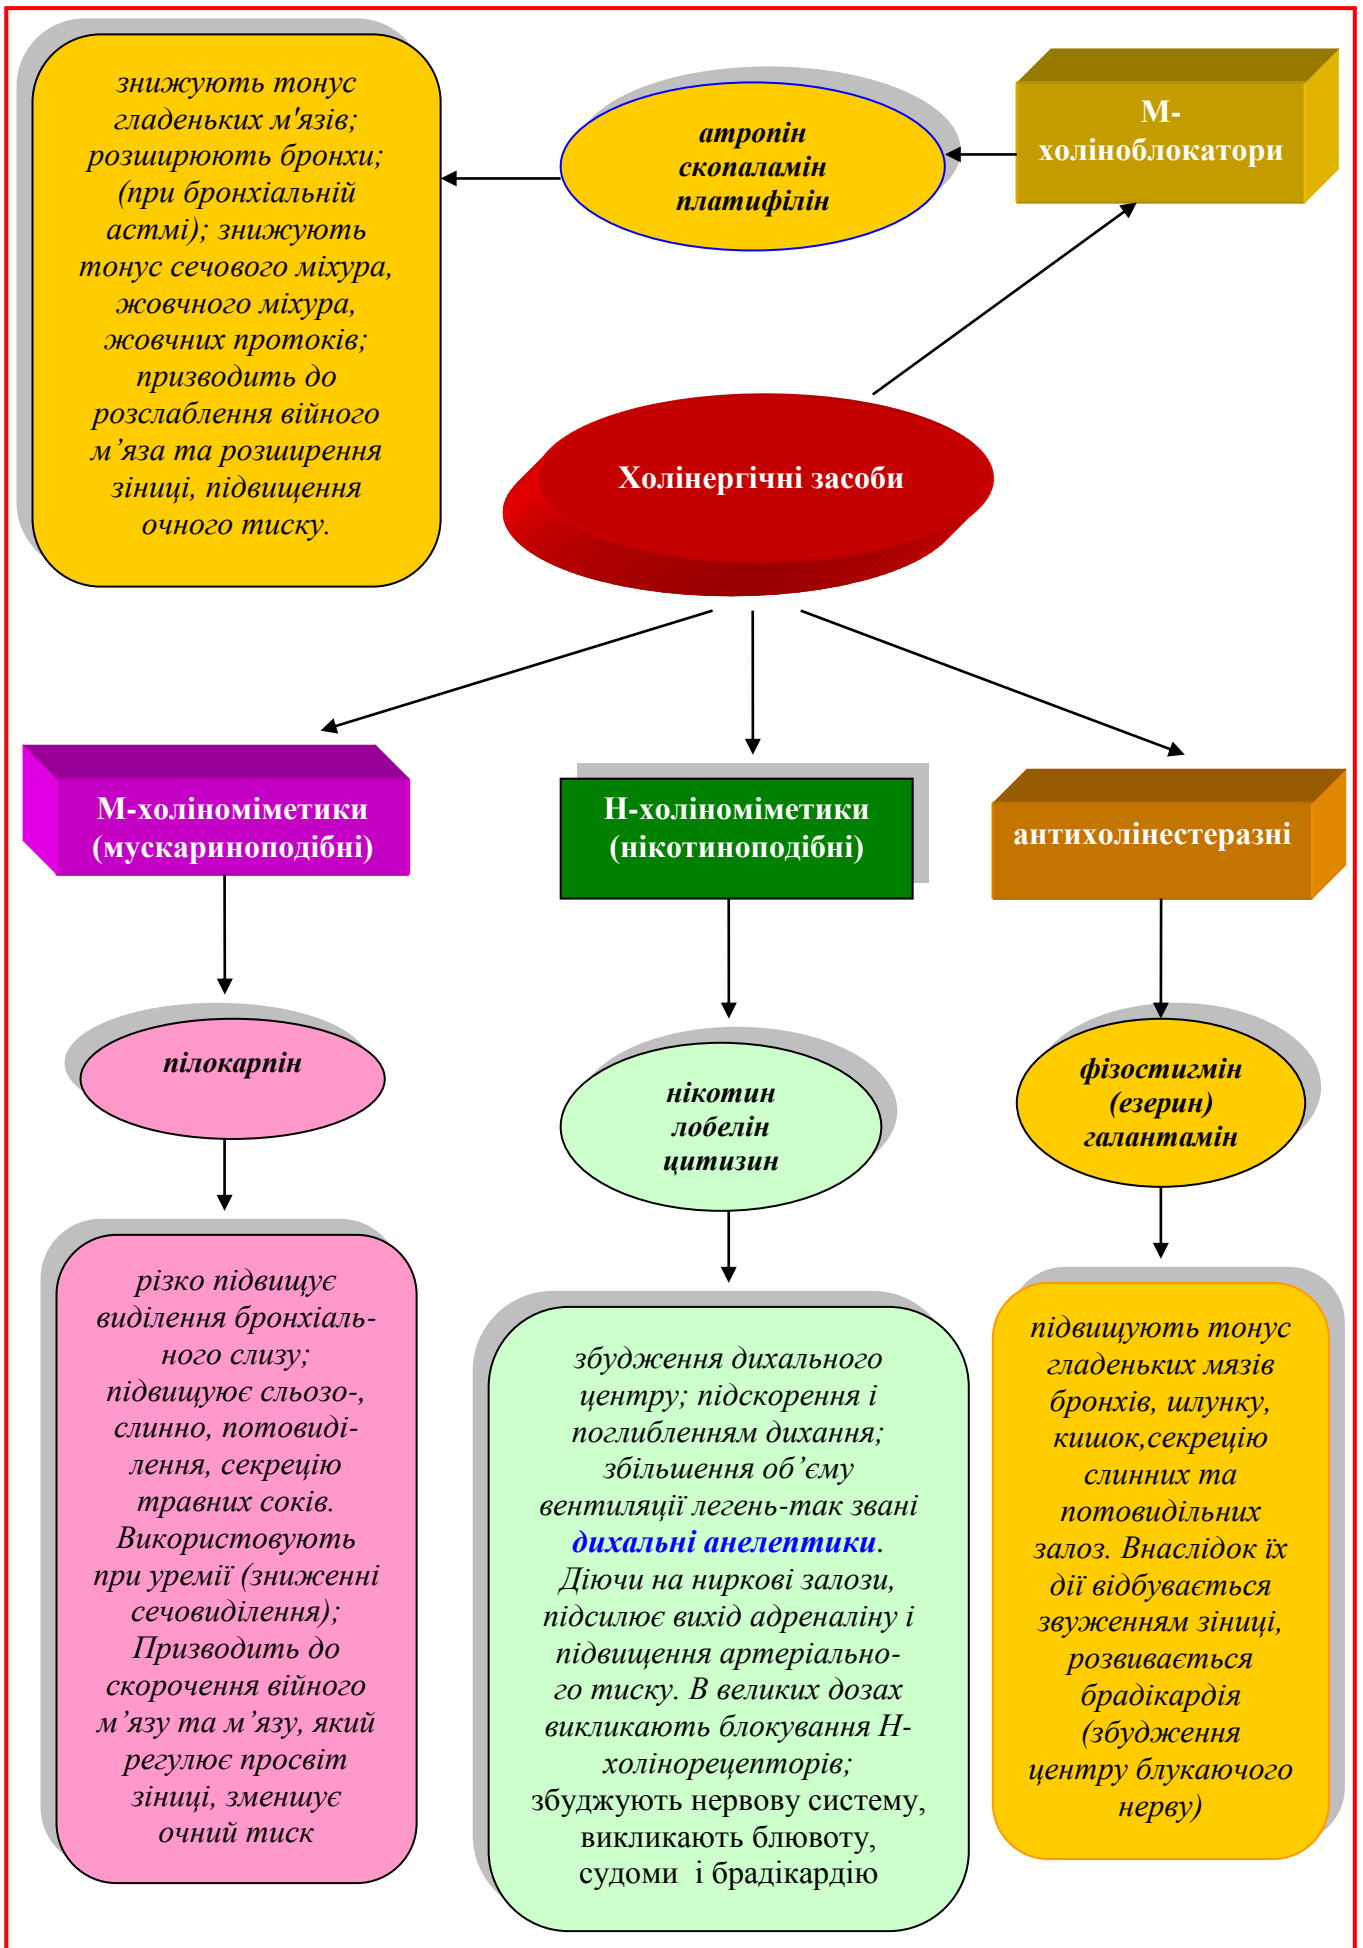 знижують тонус
гладеньких м'язів;
розширюють бронхи;
(при бронхіальній
астмі); знижують
тонус сечового міхура,
жовчного міхура,
жовчних протоків;
призводить до
розслаблення війного
м’яза та розширення
зіниці, підвищення
очного тиску.
атропін
скопаламін
платифілін
М-
холіноблокатори
Холінергічні засоби
М-холіноміметики
(мускариноподібні)
Н-холіноміметики
(нікотиноподібні)
антихолінестеразні
пілокарпін
нікотин
лобелін
цитизин
фізостигмін
(езерин)
галантамін
різко підвищує
виділення бронхіаль-
ного слизу;
підвищуює сльозо-,
слинно, потовиді-
лення, секрецію
травних соків.
Використовують
при уремії (зниженні
сечовиділення);
Призводить до
скорочення війного
м’язу та м’язу, який
регулює просвіт
зіниці, зменшує
очний тиск
збудження дихального
центру; підскорення і
поглибленням дихання;
збільшення об’єму
вентиляції легень-так звані
дихальні анелептики.
Діючи на ниркові залози,
підсилює вихід адреналіну і
підвищення артеріально-
го тиску. В великих дозах
викликають блокування Н-
холінорецепторів;
збуджують нервову систему,
викликають блювоту,
судоми і брадікардію
підвищують тонус
гладеньких мязів
бронхів, шлунку,
кишок,секрецію
слинних та
потовидільних
залоз. Внаслідок їх
дії відбувається
звуженням зіниці,
розвивається
брадікардія
(збудження
центру блукаючого
нерву)